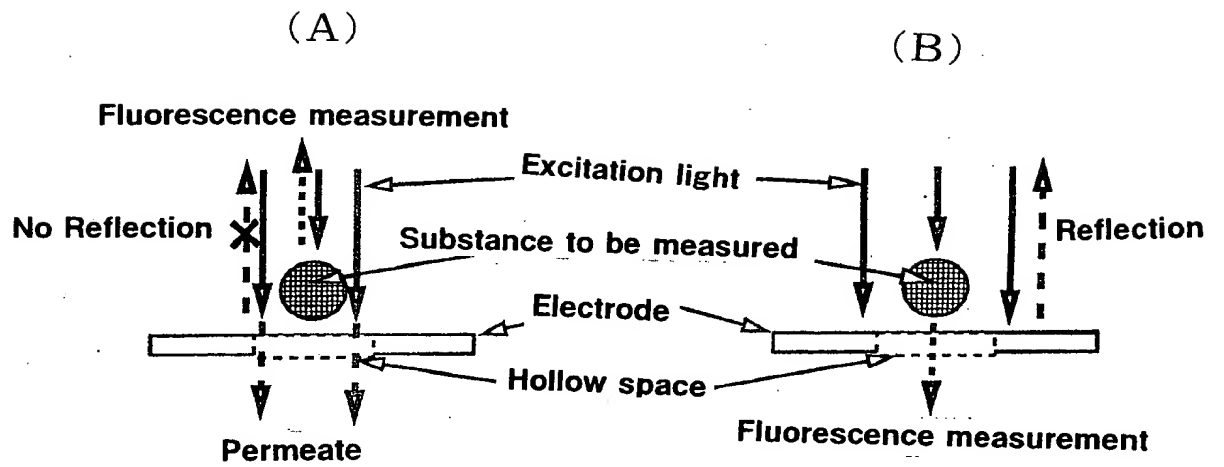 (A)
(B)
Fluorescence measurement
Excitation light
No Reflection
Reflection
Substance to be measured
Electrode
Hollow space
Permeate
Fluorescence measurement